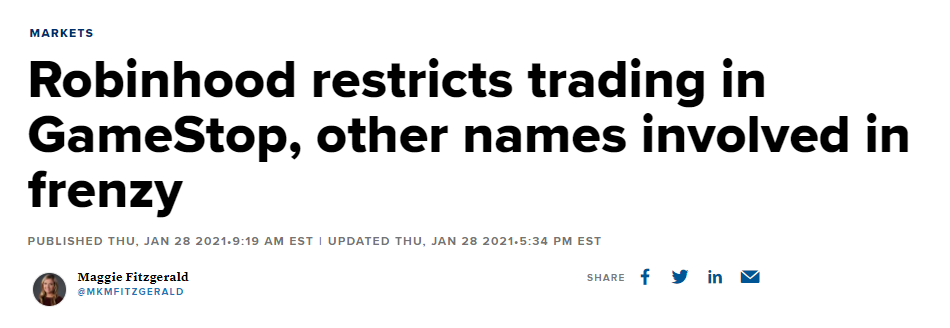 MARKETS
Robinhood restricts trading in
GameStop, other names involved in
frenzy
PUBLISHED THU, JAN 28 2021•9:19 AM EST | UPDATED THU, JAN 28 2021•5:34 PM EST
Maggie Fitzgerald
@MKMFITZGERALD
SHARE